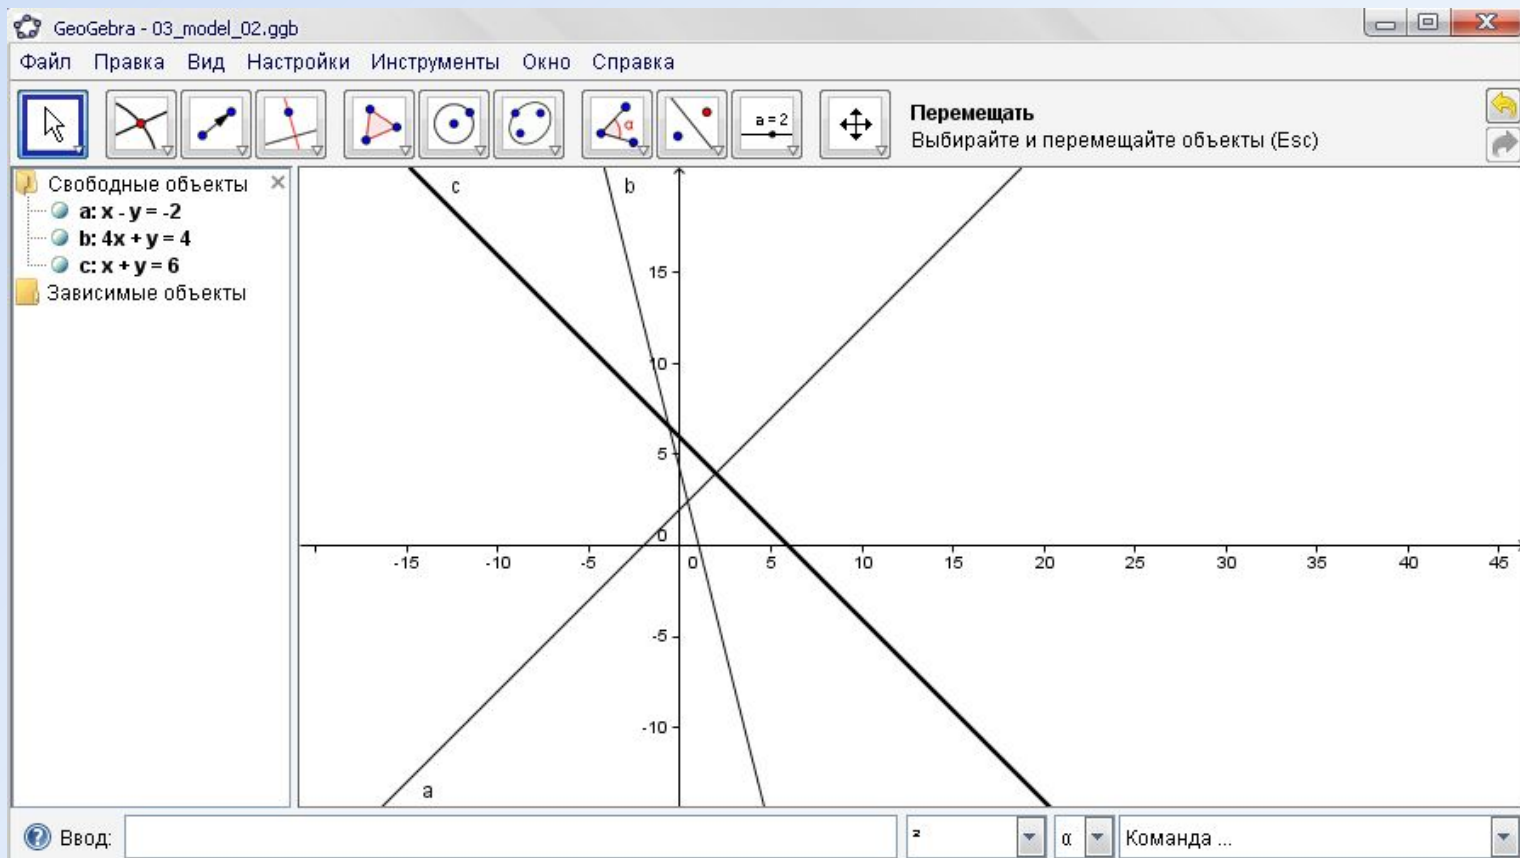 GeoGebra - 03_model_02.ggb
Файл Правка Вид Настройки Инструменты Окно Справка
α
a = 2
Перемещать
Выбирайте и перемещайте объекты (Esc)
Свободные объекты
a: x - y = -2
b: 4x + y = 4
c: x + y = 6
Зависимые объекты
c b
15
10
5
0
-15 -10 -5 0 5 10 15 20 25 30 35 40 45
-5
-10
a
Ввод: ² α Команда ...